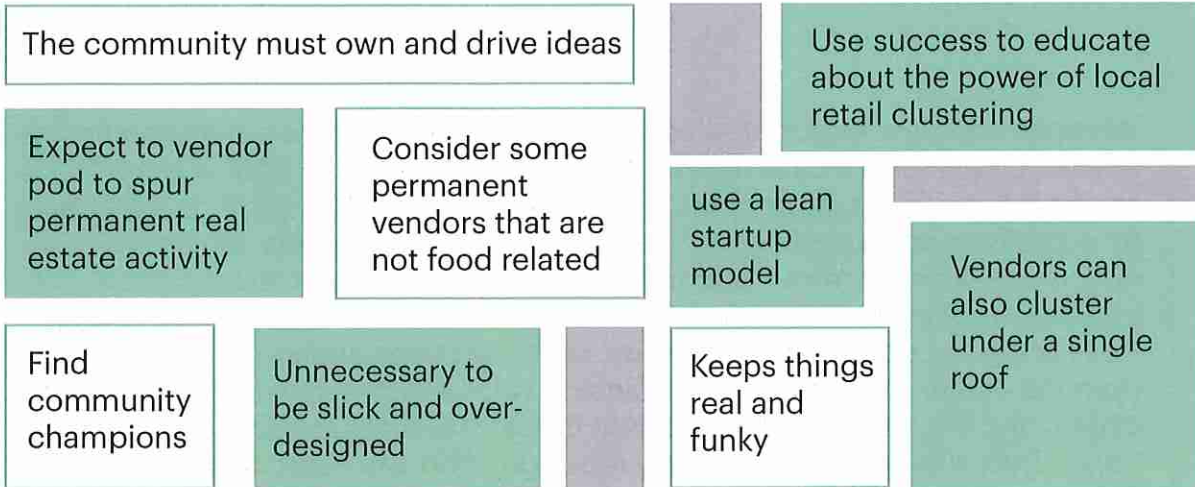 The community must own and drive ideas
Use success to educate
about the power of local
retail clustering
Expect to vendor
pod to spur
permanent real
estate activity
Consider some
permanent
vendors that are
not food related
use a lean
startup
model
Vendors can
also cluster
under a single
roof
Find
community
champions
Unnecessary to
be slick and over-
designed
Keeps things
real and
funky